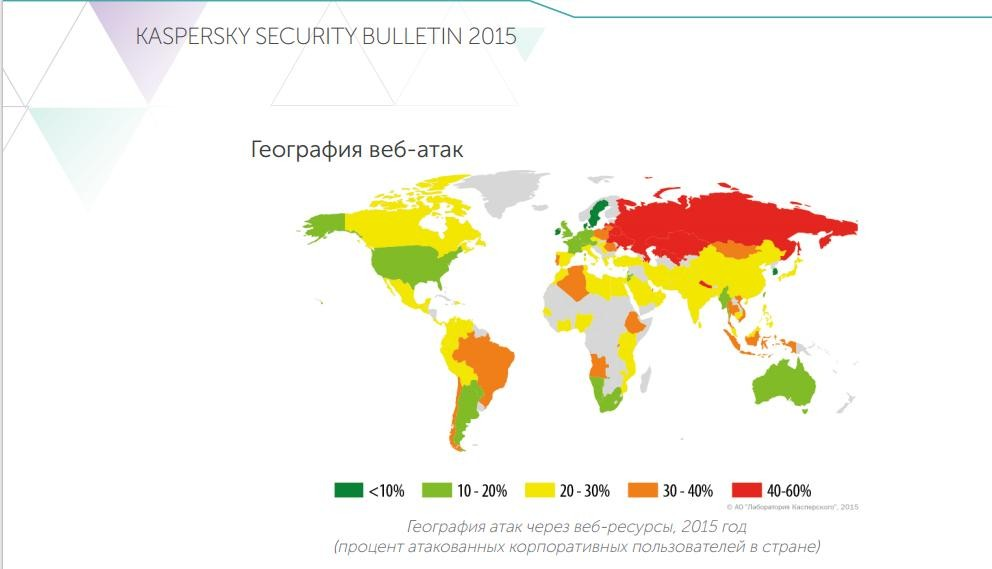 KASPERSKY SECURITY BULLETIN 2015
География веб-атак
<10% 10 - 20% 20 - 30% 30 - 40% 40-60%
© АО "Лаборатория Касперского", 2015
География атак через веб-ресурсы, 2015 год
(процент атакованных корпоративных пользователей в стране)